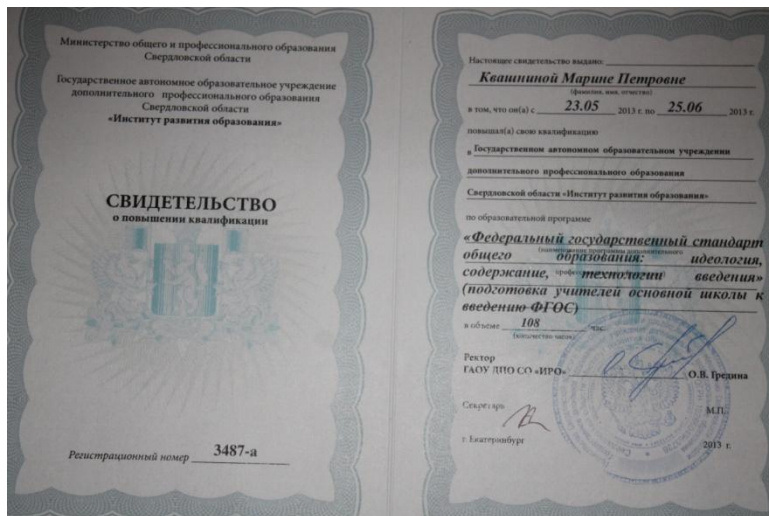 Министерство общего и профессионального образования
Свердловской области
Государственное автономное образовательное учреждение
дополнительного профессионального образования
Свердловской области
«Институт развития образования»
СВИДЕТЕЛЬСТВО
о повышении квалификации
Регистрационный номер 3487-а
Настоящее свидетельство выдано:
Квашниной Марине Петровне
(фамилия, имя, отчество)
в том, что он(а) с 23.05 2013 г. по 25.06 2013 г.
повышал(а) свою квалификацию
в Государственном автономном образовательном учреждении
дополнительного профессионального образования
Свердловской области «Институт развития образования»
по образовательной программе
«Федеральный государственный стандарт
(наименование программы дополнительного
общего образования: идеология,
содержание, технологии введения»
(подготовка учителей основной школы к
введению ФГОС)
в объеме 108 час.
(количество часов)
Ректор
ГАОУ ДПО СО «ИРО» О.В. Гредина
Секретарь М.П.
г. Екатеринбург 2013 г.